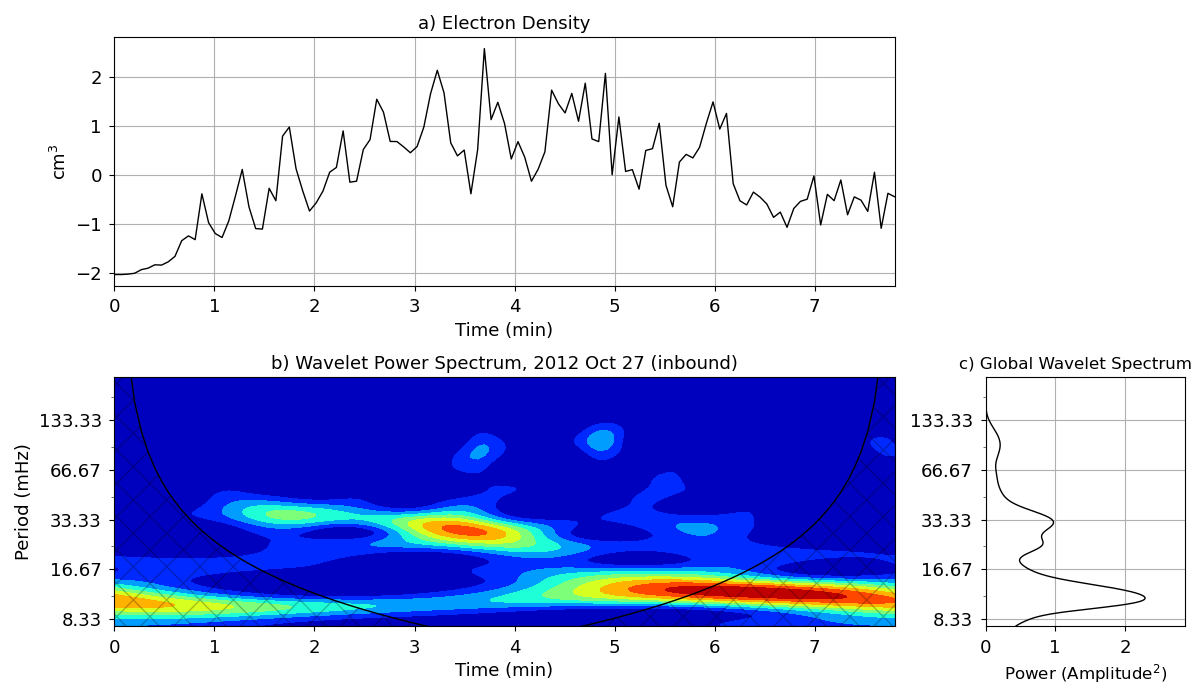 a) Electron Density
cm³
2
1
0
−1
−2
0 1 2 3 4 5 6 7
Time (min)
b) Wavelet Power Spectrum, 2012 Oct 27 (inbound)
Period (mHz)
133.33
66.67
33.33
16.67
8.33
0 1 2 3 4 5 6 7
Time (min)
c) Global Wavelet Spectrum
133.33
66.67
33.33
16.67
8.33
0 1 2
Power (Amplitude²)